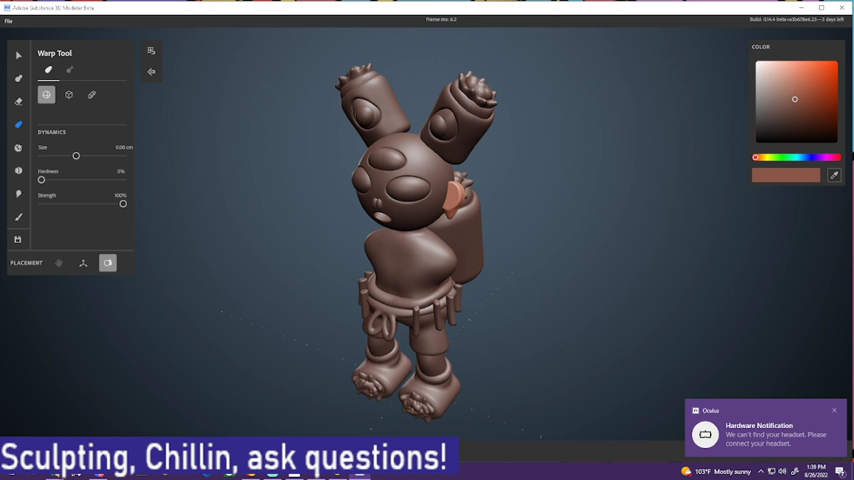 Adobe Substance 3D Modeler Beta
File
Frame ms: 6.2
Warp Tool
DYNAMICS
Size 0.00 cm
Hardness 0%
Strength 100%
PLACEMENT
COLOR
Oculus
Hardware Notification
We can't find your headset. Please
connect your headset.
Sculpting, Chillin, ask questions!
103°F Mostly sunny
1:39 PM
8/26/2022